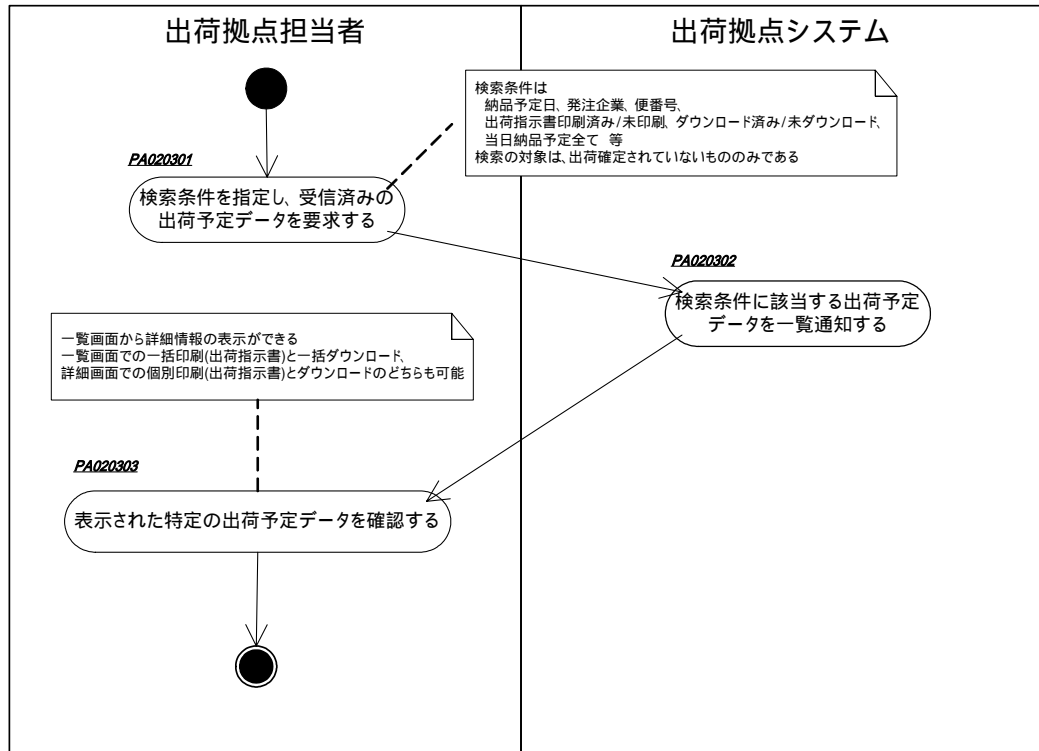 出荷拠点担当者
出荷拠点システム
検索条件は
納品予定日、発注企業、便番号、
出荷指示書印刷済み/未印刷、ダウンロード済み/未ダウンロード、
当日納品予定全て 等
検索の対象は、出荷確定されていないもののみである
PA020301
検索条件を指定し、受信済みの
出荷予定データを要求する
PA020302
検索条件に該当する出荷予定
データを一覧通知する
一覧画面から詳細情報の表示ができる
一覧画面での一括印刷(出荷指示書)と一括ダウンロード、
詳細画面での個別印刷(出荷指示書)とダウンロードのどちらも可能
PA020303
表示された特定の出荷予定データを確認する